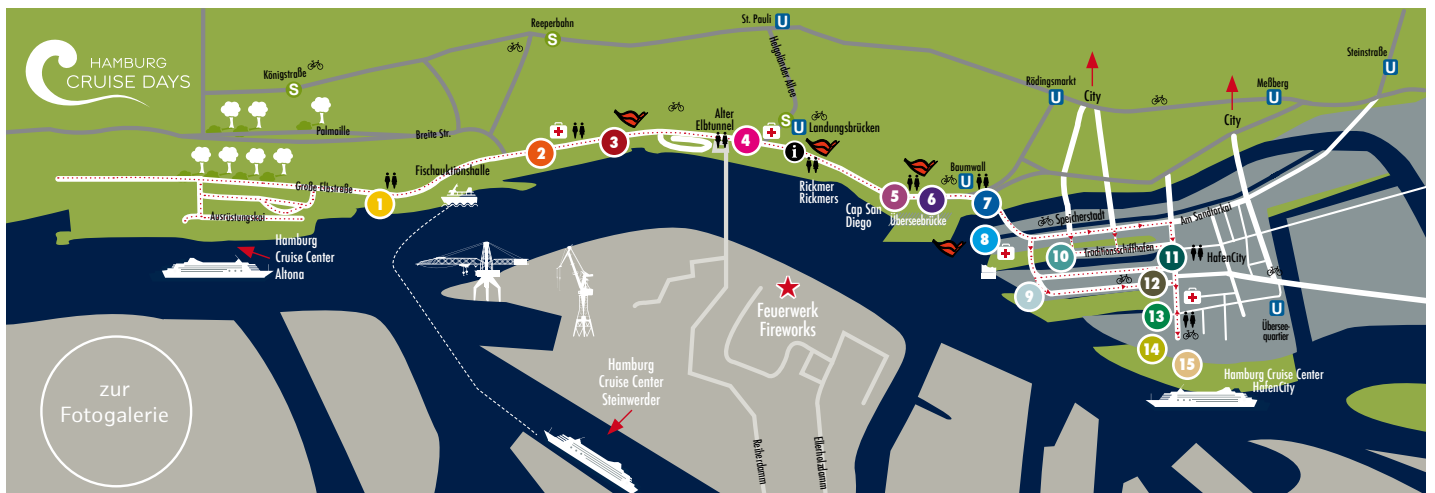 HAMBURG
CRUISE DAYS
Königstraße
S
Reeperbahn
S
St. Pauli
U
Helgoländer Allee
Steinstraße
U
Rödingsmarkt
U
City
Meßberg
U
City
Palmaille
Breite Str.
Alter
Elbtunnel
S
U
Landungsbrücken
Fischauktionshalle
Große Elbstraße
Ausrüstungskai
1
2
3
4
i
Rickmer
Rickmers
5
6
Cap San
Diego
Überseebrücke
Baumwall
U
7
8
Speicherstadt
Am Sandtorkai
Traditionsschiffhafen
9
10
11
HafenCity
12
13
14
15
U
Übersee-
quartier
Hamburg
Cruise Center
Altona
Feuerwerk
Fireworks
Hamburg
Cruise Center
Steinwerder
Hamburg Cruise Center
HafenCity
zur
Fotogalerie
Reiherdamm
Ellerholzdamm